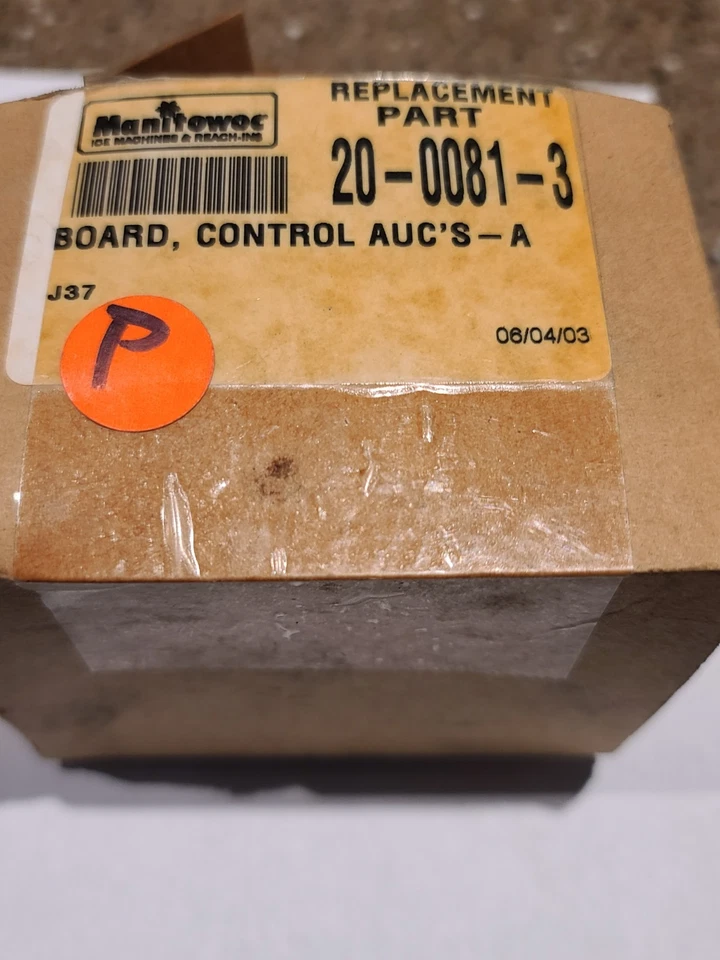 Manitowoc
ICE MACHINES & REACH-INS
REPLACEMENT
PART
20-0081-3
BOARD, CONTROL AUC'S-A
J37
P
06/04/03